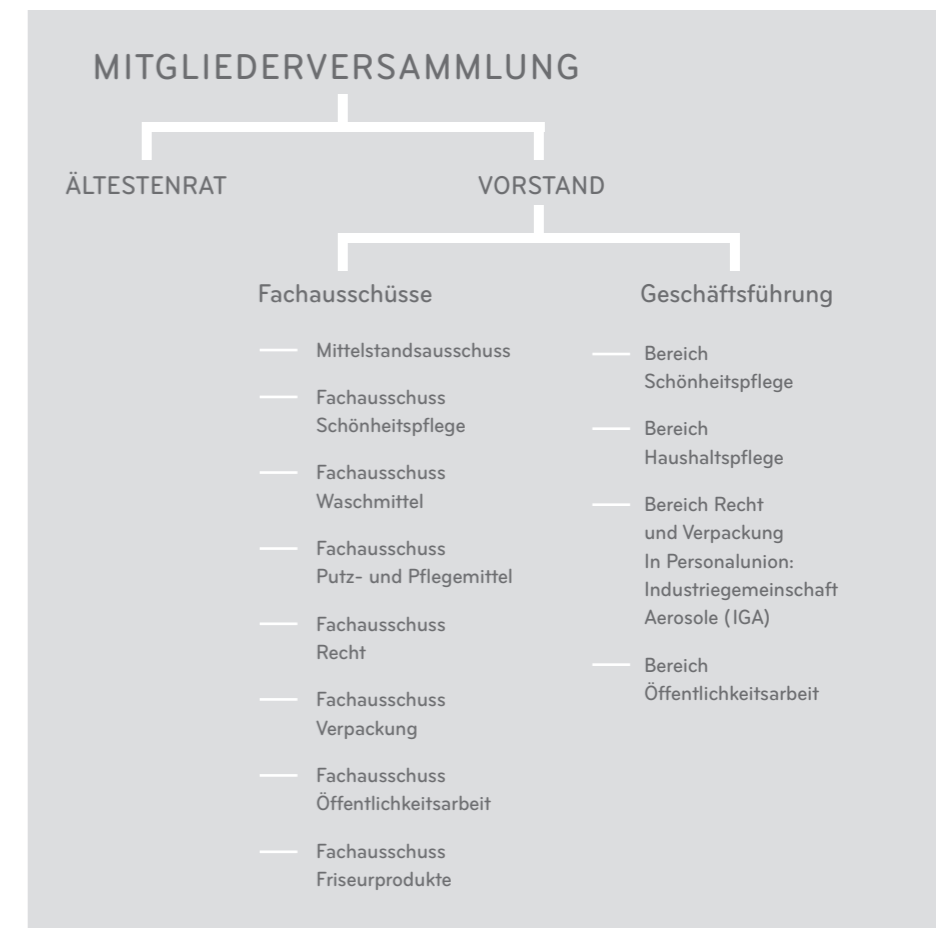 MITGLIEDERVERSAMMLUNG
ÄLTESTENRAT
VORSTAND
Fachausschüsse
Mittelstandsausschuss
Fachausschuss
Schönheitspflege
Fachausschuss
Waschmittel
Fachausschuss
Putz- und Pflegemittel
Fachausschuss
Recht
Fachausschuss
Verpackung
Fachausschuss
Öffentlichkeitsarbeit
Fachausschuss
Friseurprodukte
Geschäftsführung
Bereich
Schönheitspflege
Bereich
Haushaltspflege
Bereich Recht
und Verpackung
In Personalunion:
Industriegemeinschaft
Aerosole (IGA)
Bereich
Öffentlichkeitsarbeit